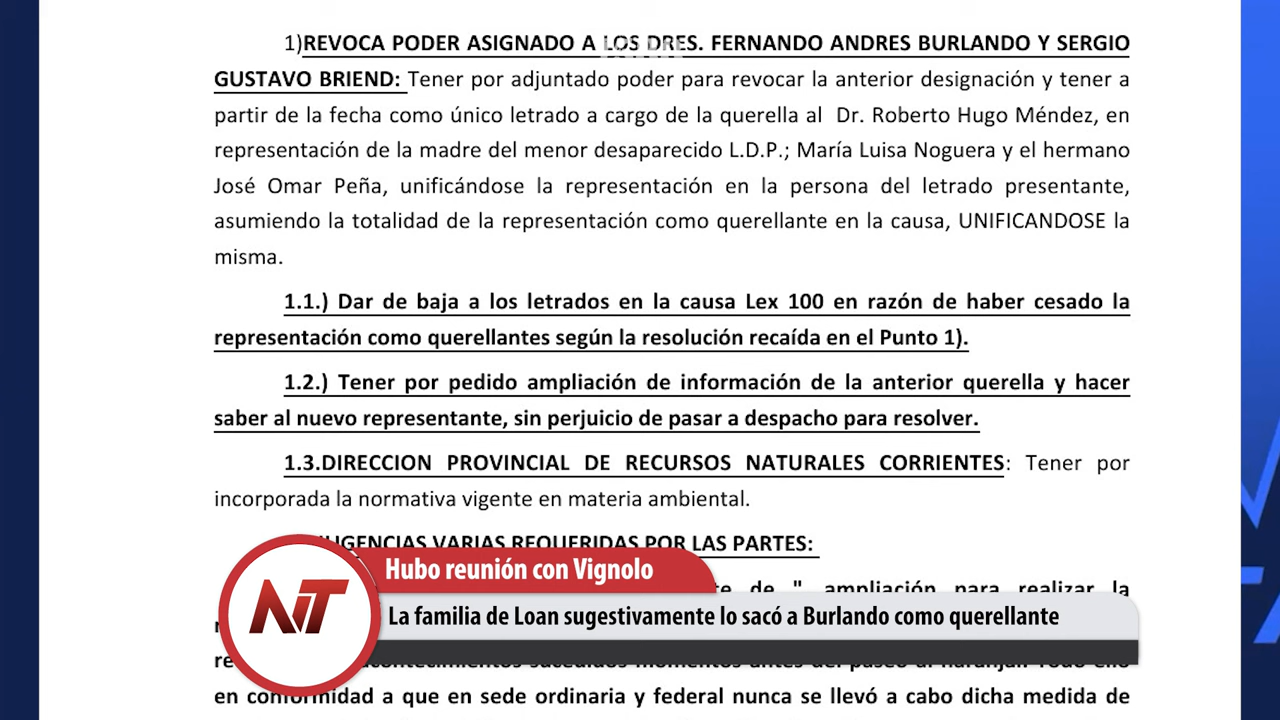 1)REVOCA PODER ASIGNADO A LOS DRES. FERNANDO ANDRES BURLANDO Y SERGIO
GUSTAVO BRIEND: Tener por adjuntado poder para revocar la anterior designación y tener a
partir de la fecha como único letrado a cargo de la querella al Dr. Roberto Hugo Méndez, en
representación de la madre del menor desaparecido L.D.P.; María Luisa Noguera y el hermano
José Omar Peña, unificándose la representación en la persona del letrado presentante,
asumiendo la totalidad de la representación como querellante en la causa, UNIFICANDOSE la
misma.
1.1.) Dar de baja a los letrados en la causa Lex 100 en razón de haber cesado la
representación como querellantes según la resolución recaída en el Punto 1).
1.2.) Tener por pedido ampliación de información de la anterior querella y hacer
saber al nuevo representante, sin perjuicio de pasar a despacho para resolver.
1.3.DIRECCION PROVINCIAL DE RECURSOS NATURALES CORRIENTES: Tener por
incorporada la normativa vigente en materia ambiental.
VARIAS REQUERIDAS POR LAS PARTES:
Hubo reunión con Vignolo
de " ampliación para realizar la
NT
La familia de Loan sugestivamente lo sacó a Burlando como querellante
en conformidad a que en sede ordinaria y federal nunca se llevó a cabo dicha medida de